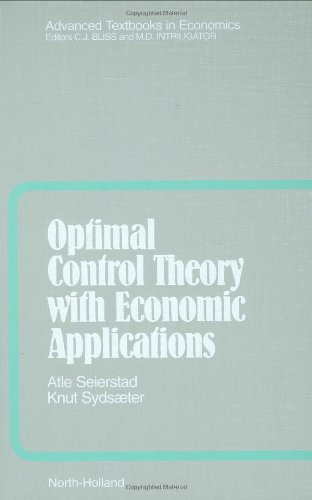 Advanced Textbooks in Economics
Editors C.J. BLISS and M.D. INTRILIGATOR
Optimal
Control Theory
with Economic
Applications
Atle Seierstad
Knut Sydsæter
North-Holland